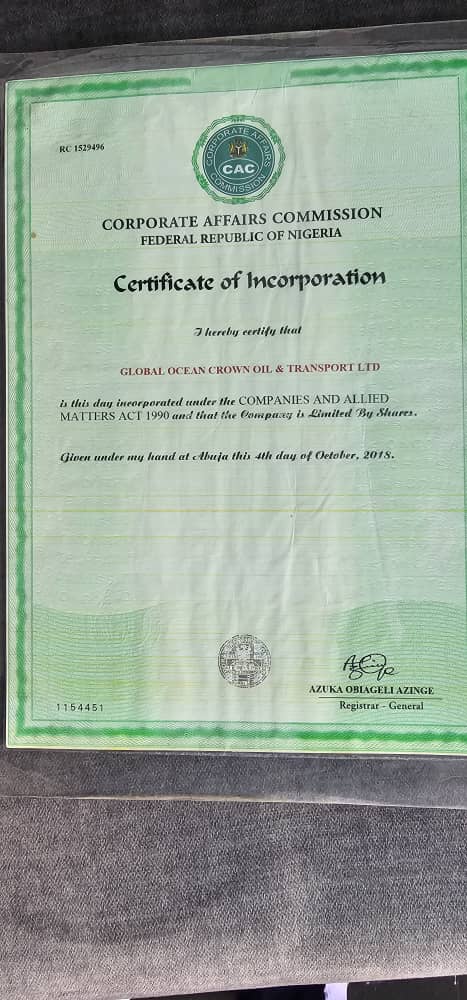 RC 1529496
CORPORATE AFFAIRS COMMISSION
CAC
CORPORATE AFFAIRS COMMISSION
FEDERAL REPUBLIC OF NIGERIA
Certificate of Incorporation
I hereby certify that
GLOBAL OCEAN CROWN OIL & TRANSPORT LTD
is this day incorporated under the COMPANIES AND ALLIED
MATTERS ACT 1990 and that the Company is Limited By Shares.
Given under my hand at Abuja this 4th day of October, 2018.
AZUKA OBIAGELI AZINGE
Registrar - General
1154451